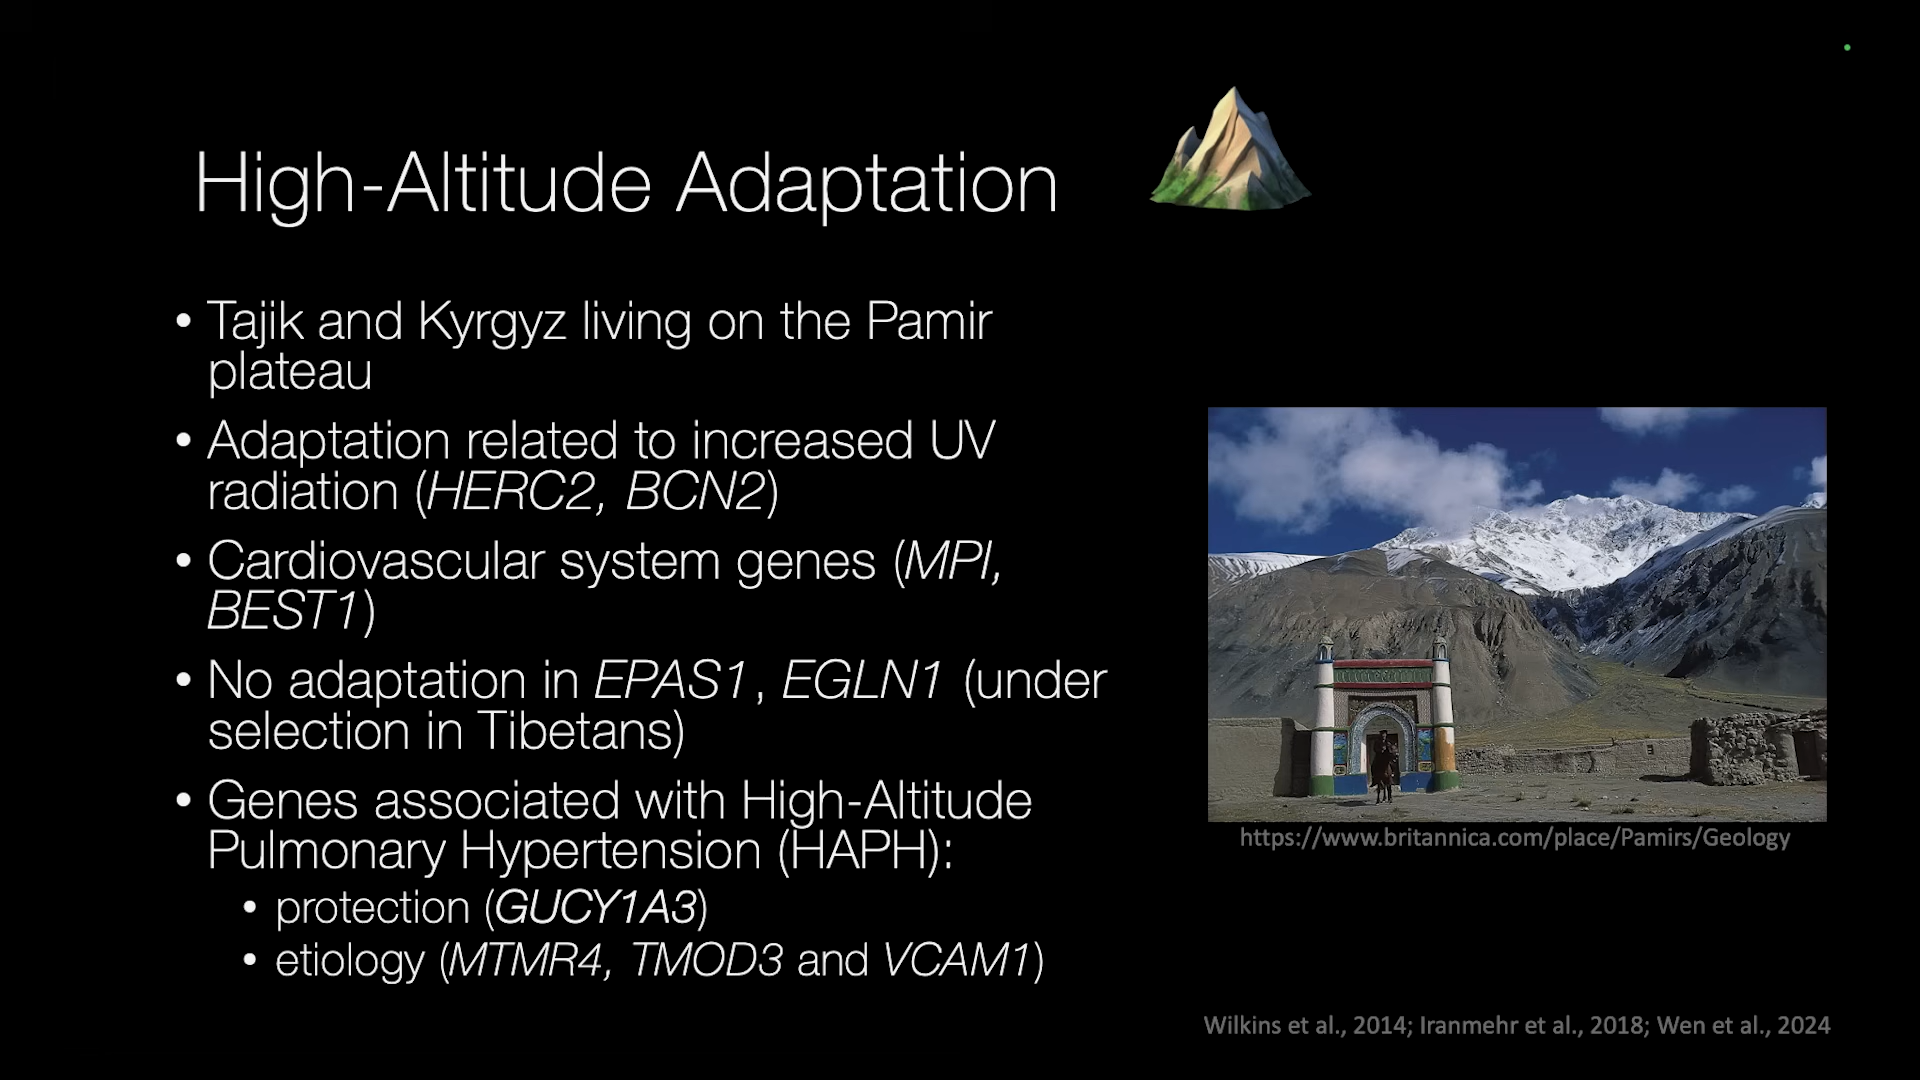 High-Altitude Adaptation
• Tajik and Kyrgyz living on the Pamir
plateau
• Adaptation related to increased UV
radiation (HERC2, BCN2)
• Cardiovascular system genes (MPI,
BEST1)
• No adaptation in EPAS1, EGLN1 (under
selection in Tibetans)
• Genes associated with High-Altitude
Pulmonary Hypertension (HAPH):
• protection (GUCY1A3)
• etiology (MTMR4, TMOD3 and VCAM1)
https://www.britannica.com/place/Pamirs/Geology
Wilkins et al., 2014; Iranmehr et al., 2018; Wen et al., 2024